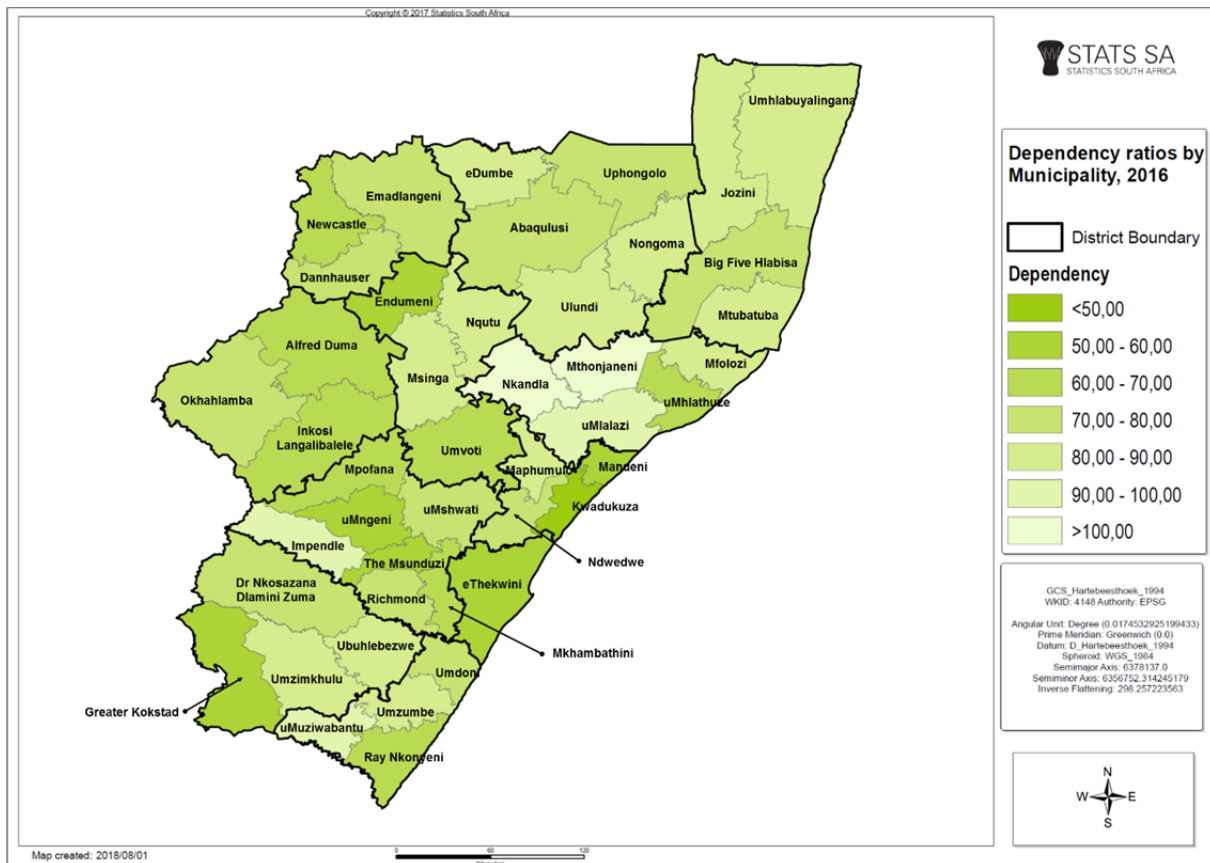 Copyright © 2017 Statistics South Africa
STATS SA
STATISTICS SOUTH AFRICA
Umhlabuyalingana
eDumbe
Uphongolo
Emadlangeni
Jozini
Newcastle
Abaqulusi
Nongoma
Big Five Hlabisa
Dannhauser
Endumeni
Ulundi
Mtubatuba
Nqutu
Alfred Duma
Mfolozi
Mthonjaneni
Msinga
Nkandla
Okhahlamba
uMhlathuze
uMlalazi
Inkosi
Langalibalele
Umvoti
Mpofana
Maphumulo
Mandeni
Kwadukuza
uMshwati
uMngeni
Impendle
The Msunduzi
Ndwedwe
Dr Nkosazana
Dlamini Zuma
eThekwini
Richmond
Ubuhlebezwe
Mkhambathini
Umdoni
Umzimkhulu
Greater Kokstad
Umzumbe
uMuziwabantu
Ray Nkonyeni
Dependency ratios by
Municipality, 2016
District Boundary
Dependency
<50,00
50,00 - 60,00
60,00 - 70,00
70,00 - 80,00
80,00 - 90,00
90,00 - 100,00
>100,00
GCS_Hartebeesthoek_1994
WKID: 4148 Authority: EPSG
Angular Unit: Degree (0.0174532925199433)
Prime Meridian: Greenwich (0.0)
Datum: D_Hartebeesthoek_1994
Spheroid: WGS_1984
Semimajor Axis: 6378137.0
Semiminor Axis: 6356752.314245179
Inverse Flattening: 298.257223563
N
W E
S
Map created: 2018/08/01
0 60 120